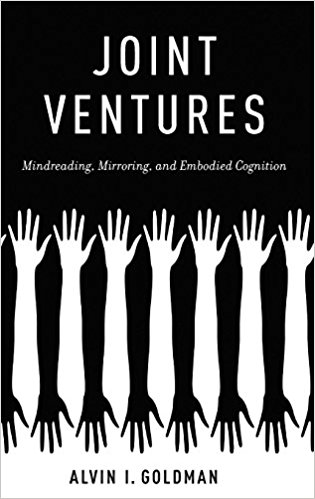 JOINT
VENTURES
Mindreading, Mirroring, and Embodied Cognition
ALVIN I. GOLDMAN